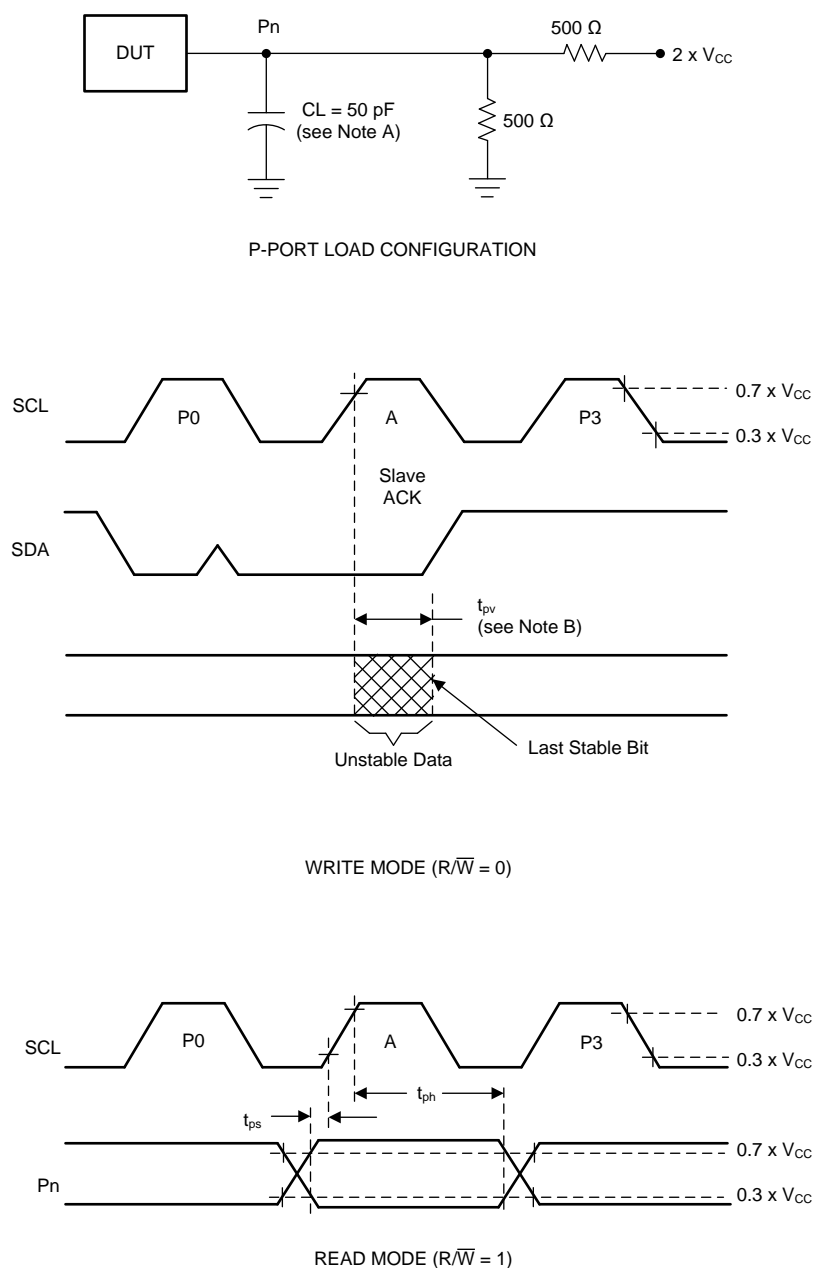 DUT
Pn
500 Ω
2 x VCC
CL = 50 pF
(see Note A)
500 Ω
P-PORT LOAD CONFIGURATION
SCL
P0
A
P3
0.7 x VCC
0.3 x VCC
Slave
ACK
SDA
tpv
(see Note B)
Unstable Data
Last Stable Bit
WRITE MODE (R/W̅ = 0)
SCL
P0
A
P3
0.7 x VCC
0.3 x VCC
tph
tps
Pn
0.7 x VCC
0.3 x VCC
READ MODE (R/W̅ = 1)